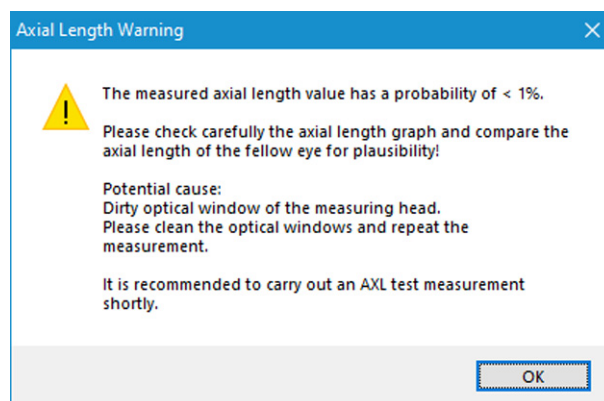 Axial Length Warning
The measured axial length value has a probability of < 1%.
Please check carefully the axial length graph and compare the
axial length of the fellow eye for plausibility!
Potential cause:
Dirty optical window of the measuring head.
Please clean the optical windows and repeat the
measurement.
It is recommended to carry out an AXL test measurement
shortly.
OK